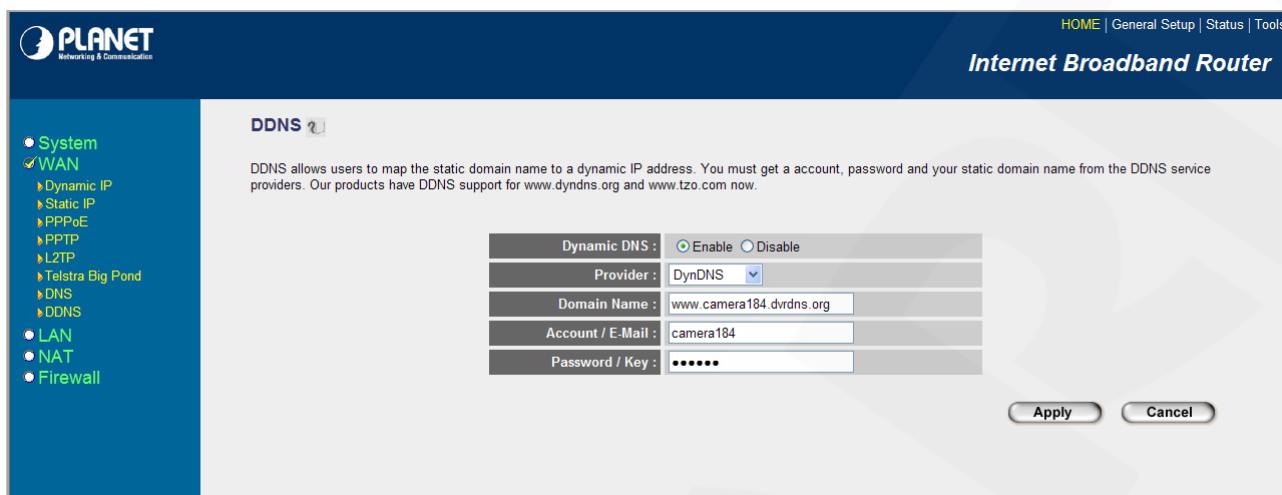 PLANET
Networking & Communication
HOME | General Setup | Status | Tools
Internet Broadband Router
System
WAN
Dynamic IP
Static IP
PPPoE
PPTP
L2TP
Telstra Big Pond
DNS
DDNS
LAN
NAT
Firewall
DDNS
DDNS allows users to map the static domain name to a dynamic IP address. You must get a account, password and your static domain name from the DDNS service
providers. Our products have DDNS support for www.dyndns.org and www.tzo.com now.
Dynamic DNS : Enable Disable
Provider : DynDNS
Domain Name : www.camera184.dvrdns.org
Account / E-Mail : camera184
Password / Key : ••••••
Apply Cancel